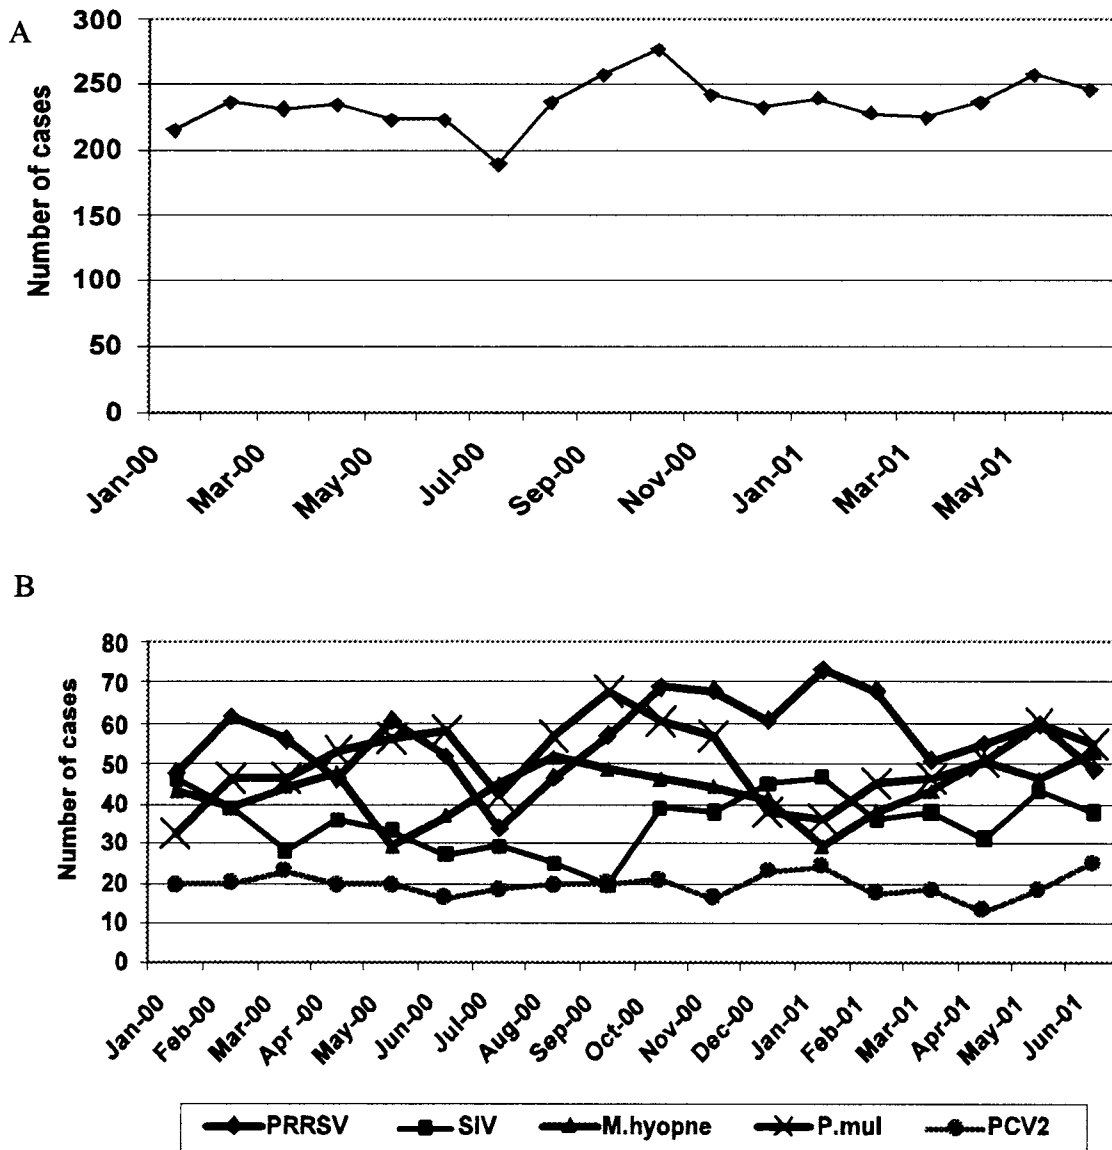 A
Number of cases
300
250
200
150
100
50
0
Jan-00 Mar-00 May-00 Jul-00 Sep-00 Nov-00 Jan-01 Mar-01 May-01
B
Number of cases
80
70
60
50
40
30
20
10
0
Jan-00 Feb-00 Mar-00 Apr-00 May-00 Jun-00 Jul-00 Aug-00 Sep-00 Oct-00 Nov-00 Dec-00 Jan-01 Feb-01 Mar-01 Apr-01 May-01 Jun-01
PRRSV SIV M.hyopne P.mul PCV2